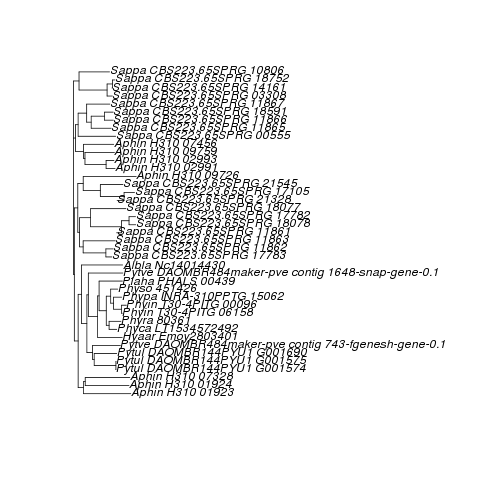 Sappa CBS223.65SPRG 10806
Sappa CBS223.65SPRG 18752
Sappa CBS223.65SPRG 14161
Sappa CBS223.65SPRG 03308
Sappa CBS223.65SPRG 11867
Sappa CBS223.65SPRG 16591
Sappa CBS223.65SPRG 11866
Sappa CBS223.65SPRG 11865
Sappa CBS223.65SPRG 00555
Aphin H310 07456
Aphin H310 09759
Aphin H310 02993
Aphin H310 02991
Aphin H310 09726
Sappa CBS223.65SPRG 21545
Sappa CBS223.65SPRG 17105
Sappa CBS223.65SPRG 21328
Sappa CBS223.65SPRG 18077
Sappa CBS223.65SPRG 17782
Sappa CBS223.65SPRG 18078
Sappa CBS223.65SPRG 11861
Sappa CBS223.65SPRG 11863
Sappa CBS223.65SPRG 11862
Sappa CBS223.65SPRG 17783
Albla Nc14014430
Pytve DAOMBR484maker-pve contig 1648-snap-gene-0.1
Plaha PHALS 00439
Physo 451426
Phypa INRA-310PPTG 15062
Phyin T30-4PITG 00096
Phyin T30-4PITG 06158
Phyra 80361
Phyca LT1534572492
Hyaar Emoy2803401
Pytve DAOMBR484maker-pve contig 743-fgenesh-gene-0.1
Pytul DAOMBR144PYU1 G001690
Pytul DAOMBR144PYU1 G001575
Pytul DAOMBR144PYU1 G001574
Aphin H310 07328
Aphin H310 01924
Aphin H310 01923